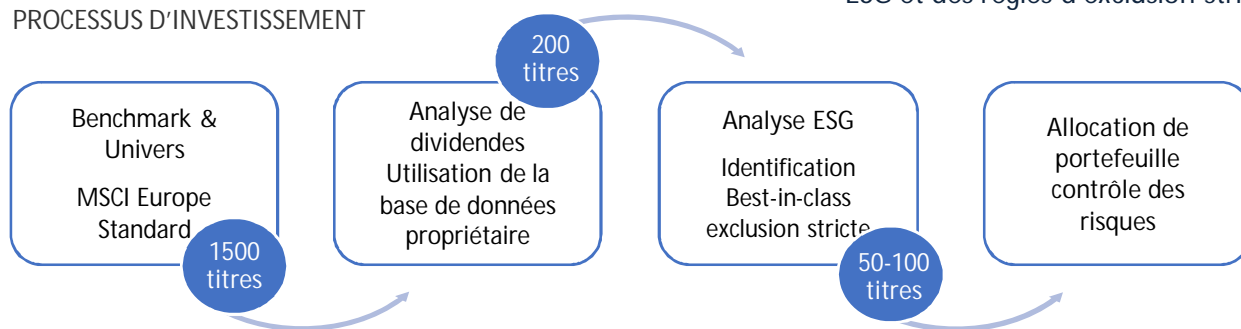 PROCESSUS D'INVESTISSEMENT
Benchmark &
Univers
MSCI Europe
Standard
1500
titres
Analyse de
dividendes
Utilisation de la
base de données
propriétaire
200
titres
Analyse ESG
Identification
Best-in-class
exclusion stricte
50-100
titres
Allocation de
portefeuille
contrôle des
risques